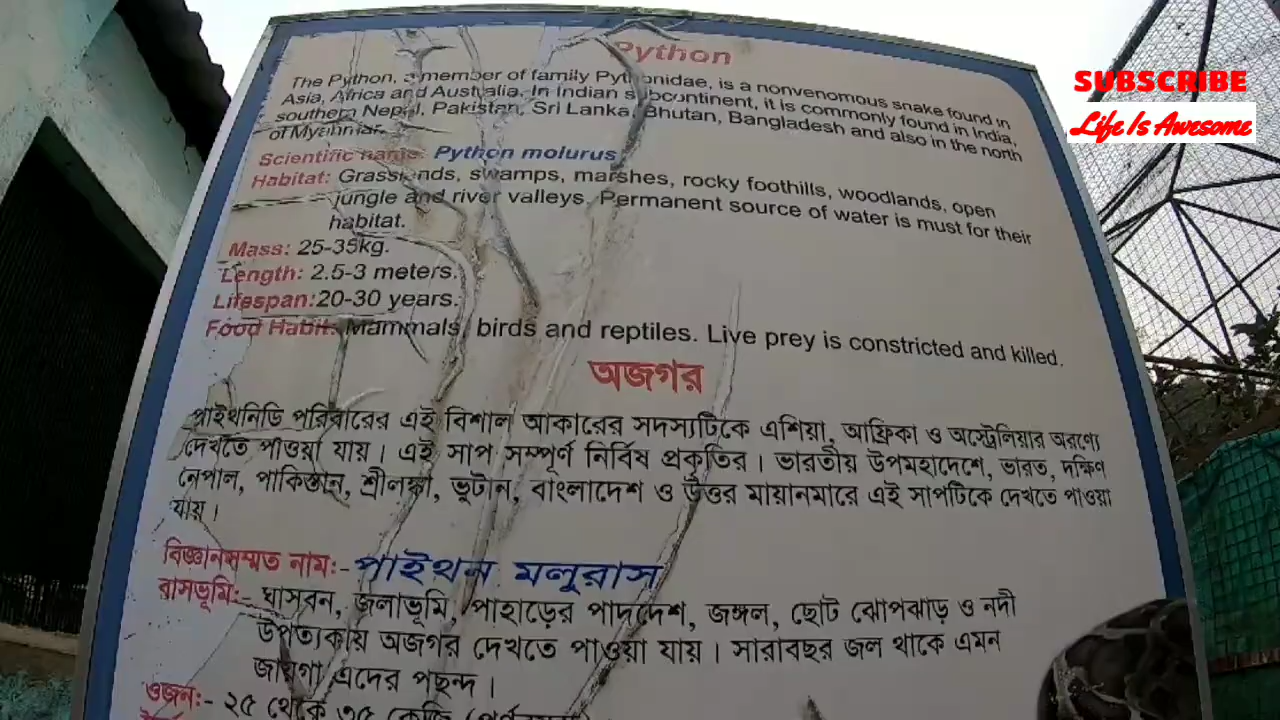 Python
The Python, a member of family Pythonidae, is a nonvenomous snake found in
Asia, Africa and Australia. In Indian subcontinent, it is commonly found in India,
southern Nepal, Pakistan, Sri Lanka, Bhutan, Bangladesh and also in the north
of Myanmar.
Scientific name: Python molurus
Habitat: Grasslands, swamps, marshes, rocky foothills, woodlands, open
jungle and river valleys. Permanent source of water is must for their
habitat.
Mass: 25-35kg.
Length: 2.5-3 meters.
Lifespan:20-30 years.
Food Habit: Mammals, birds and reptiles. Live prey is constricted and killed.
অজগর
পাইথনিডি পরিবারের এই বিশাল আকারের সদস্যটিকে এশিয়া, আফ্রিকা ও অস্ট্রেলিয়ার অরণ্যে
দেখতে পাওয়া যায়। এই সাপ সম্পূর্ণ নির্বিষ প্রকৃতির। ভারতীয় উপমহাদেশে, ভারত, দক্ষিণ
নেপাল, পাকিস্তান, শ্রীলঙ্কা, ভূটান, বাংলাদেশ ও উত্তর মায়ানমারে এই সাপটিকে দেখতে পাওয়া
যায়।
বিজ্ঞানসম্মত নাম:- পাইথন মলুরাস
বাসভূমি:- ঘাসবন, জলাভূমি, পাহাড়ের পাদদেশ, জঙ্গল, ছোট ঝোপঝাড় ও নদী
উপত্যকায় অজগর দেখতে পাওয়া যায়। সারাবছর জল থাকে এমন
জায়গা এদের পছন্দ।
ওজন:- ২৫ থেকে ৩৫ কেজি
SUBSCRIBE
Life Is Awesome